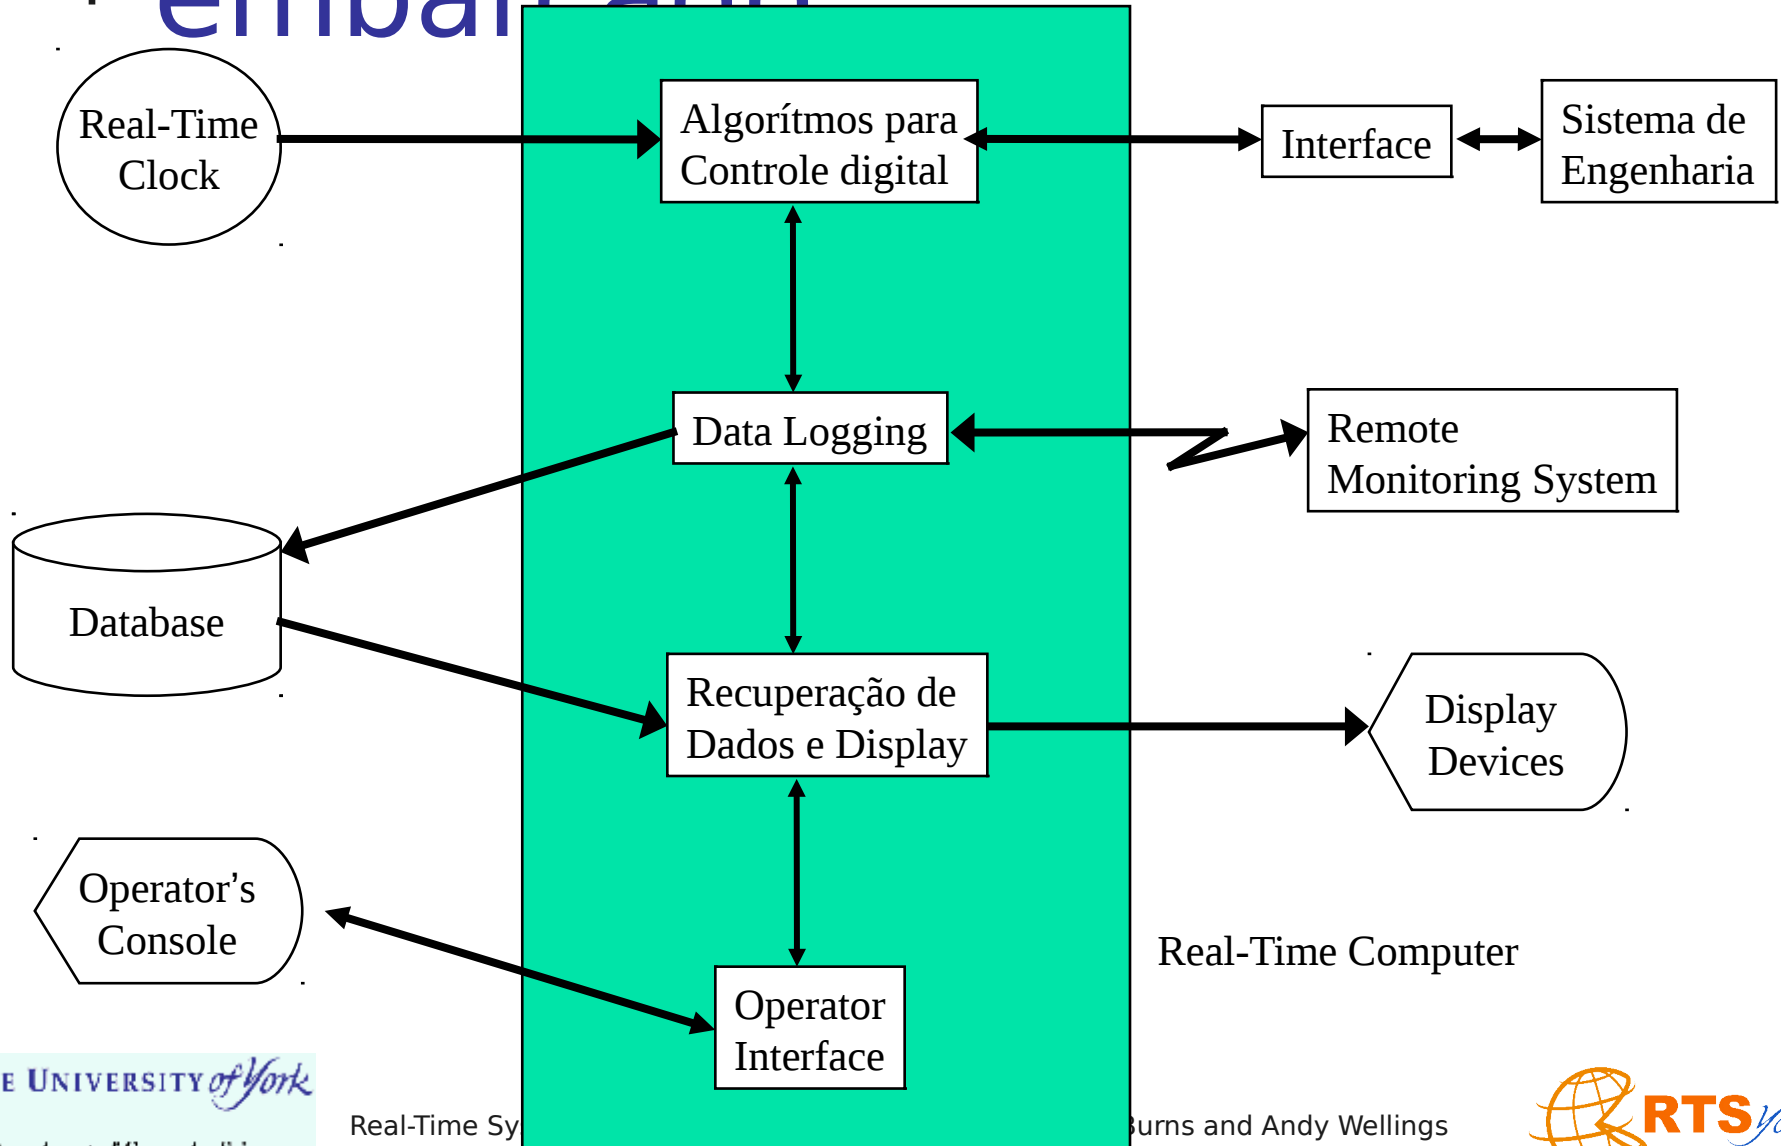 Real-Time
Clock
Algorítmos para
Controle digital
Interface
Sistema de
Engenharia
Data Logging
Remote
Monitoring System
Database
Recuperação de
Dados e Display
Display
Devices
Operator’s
Console
Real-Time Computer
Operator
Interface
E UNIVERSITY of York
Real-Time Sy
Burns and Andy Wellings
RTS